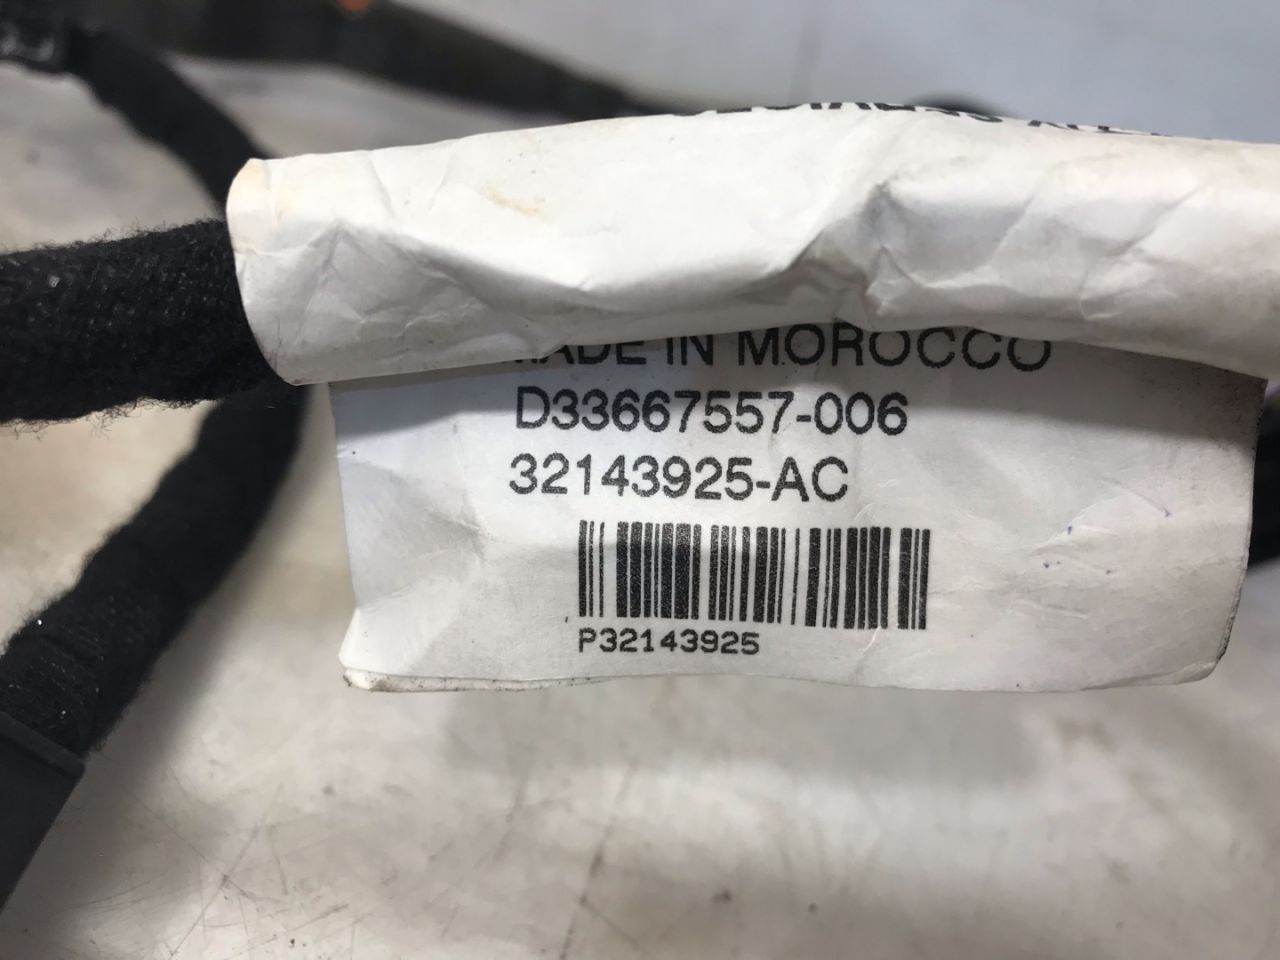 MADE IN MOROCCO
D33667557-006
32143925-AC
P32143925